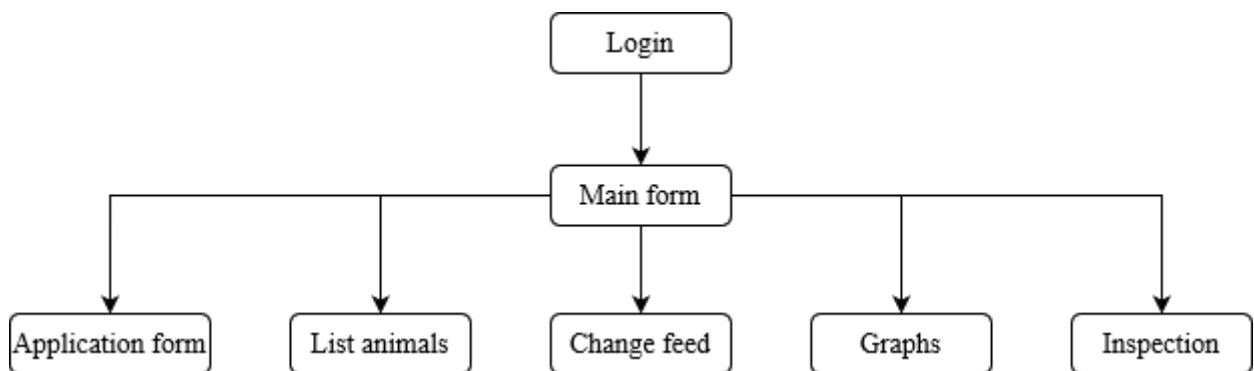 Login
Main form
Application form
List animals
Change feed
Graphs
Inspection